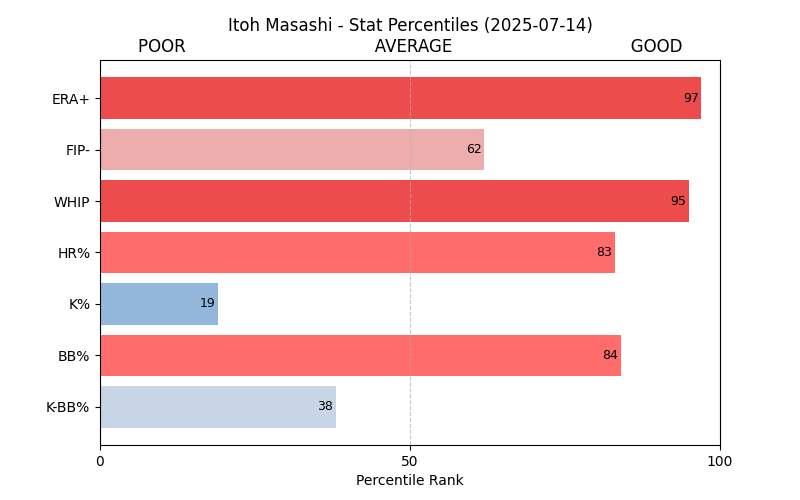 Itoh Masashi - Stat Percentiles (2025-07-14)
POOR AVERAGE GOOD
ERA+ 97
FIP- 62
WHIP 95
HR% 83
K% 19
BB% 84
K-BB% 38
0 50 100
Percentile Rank